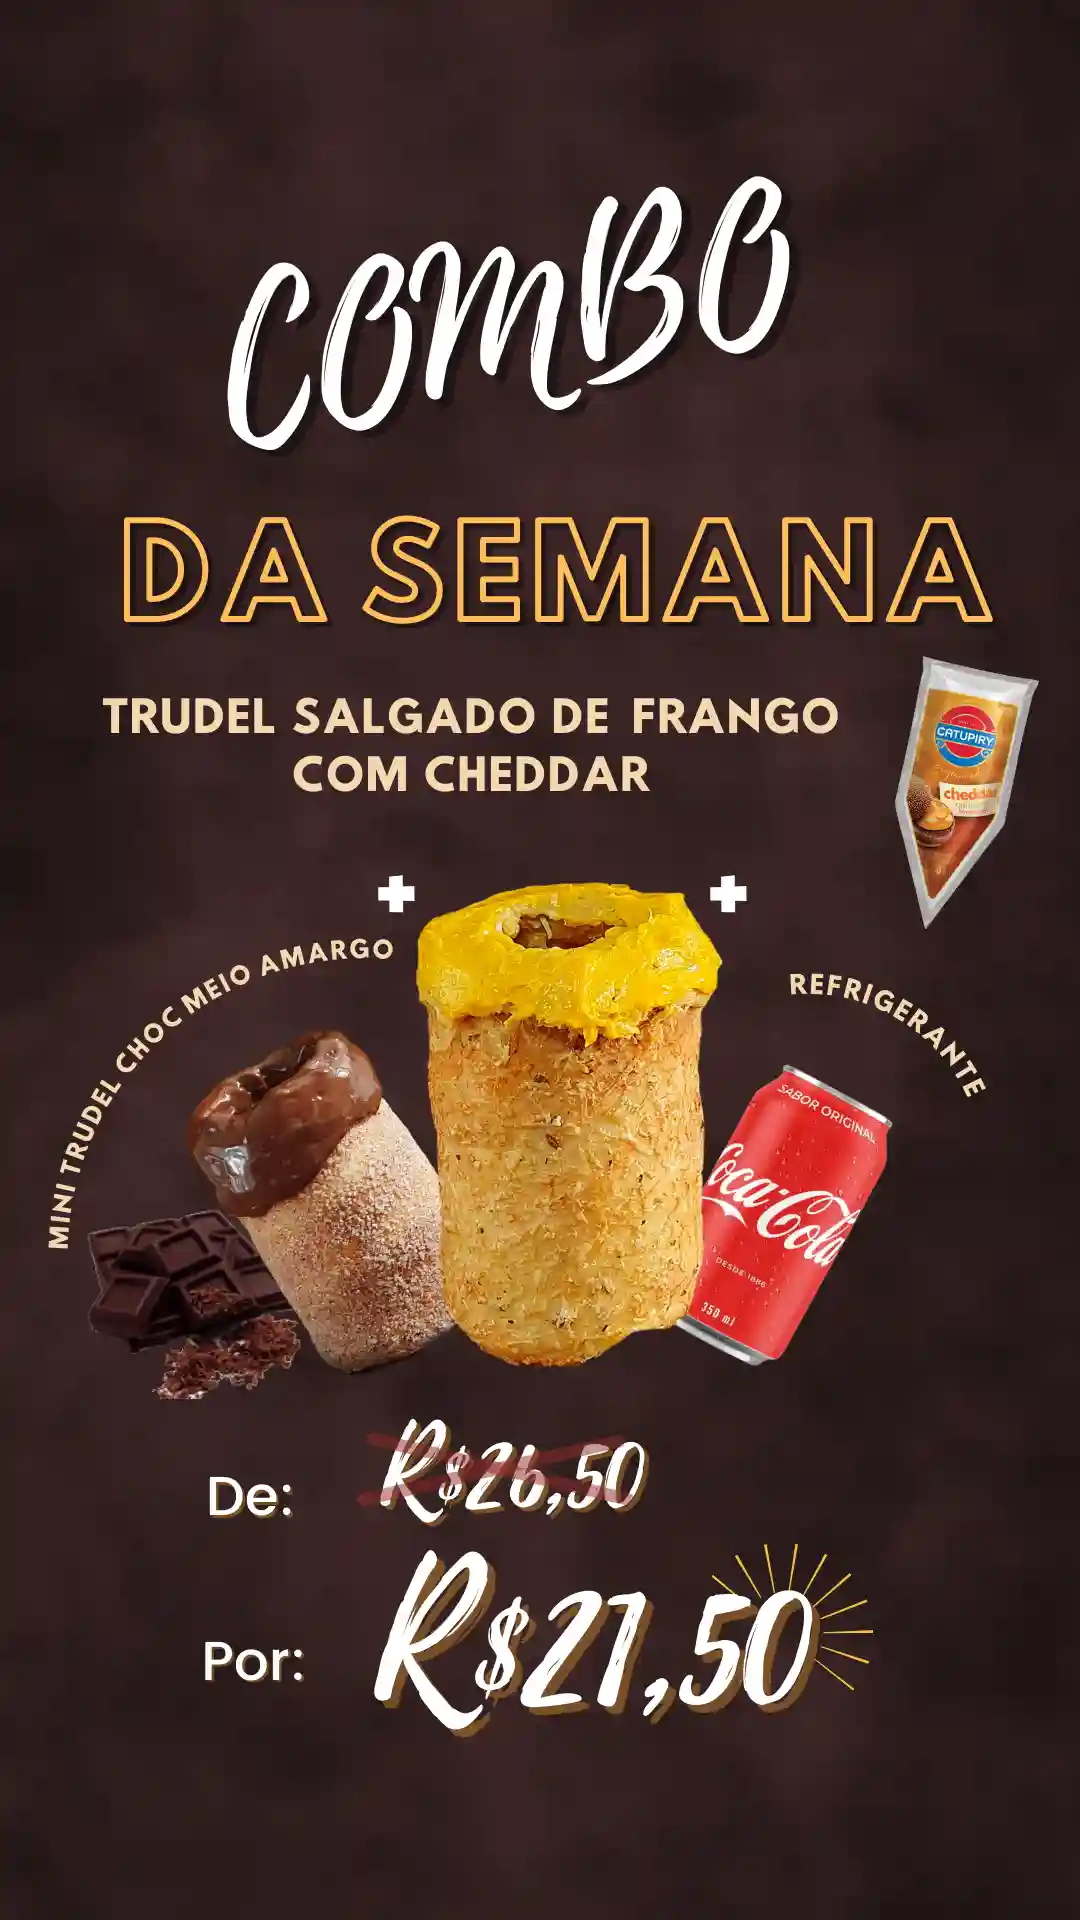 COMBO
DA SEMANA
TRUDEL SALGADO DE FRANGO
COM CHEDDAR
CATUPIRY
cheddar
MINI TRUDEL CHOC MEIO AMARGO
REFRIGERANTE
SABOR ORIGINAL
Coca-Cola
DESDE 1886
350 ml
De: R$26,50
Por: R$21,50